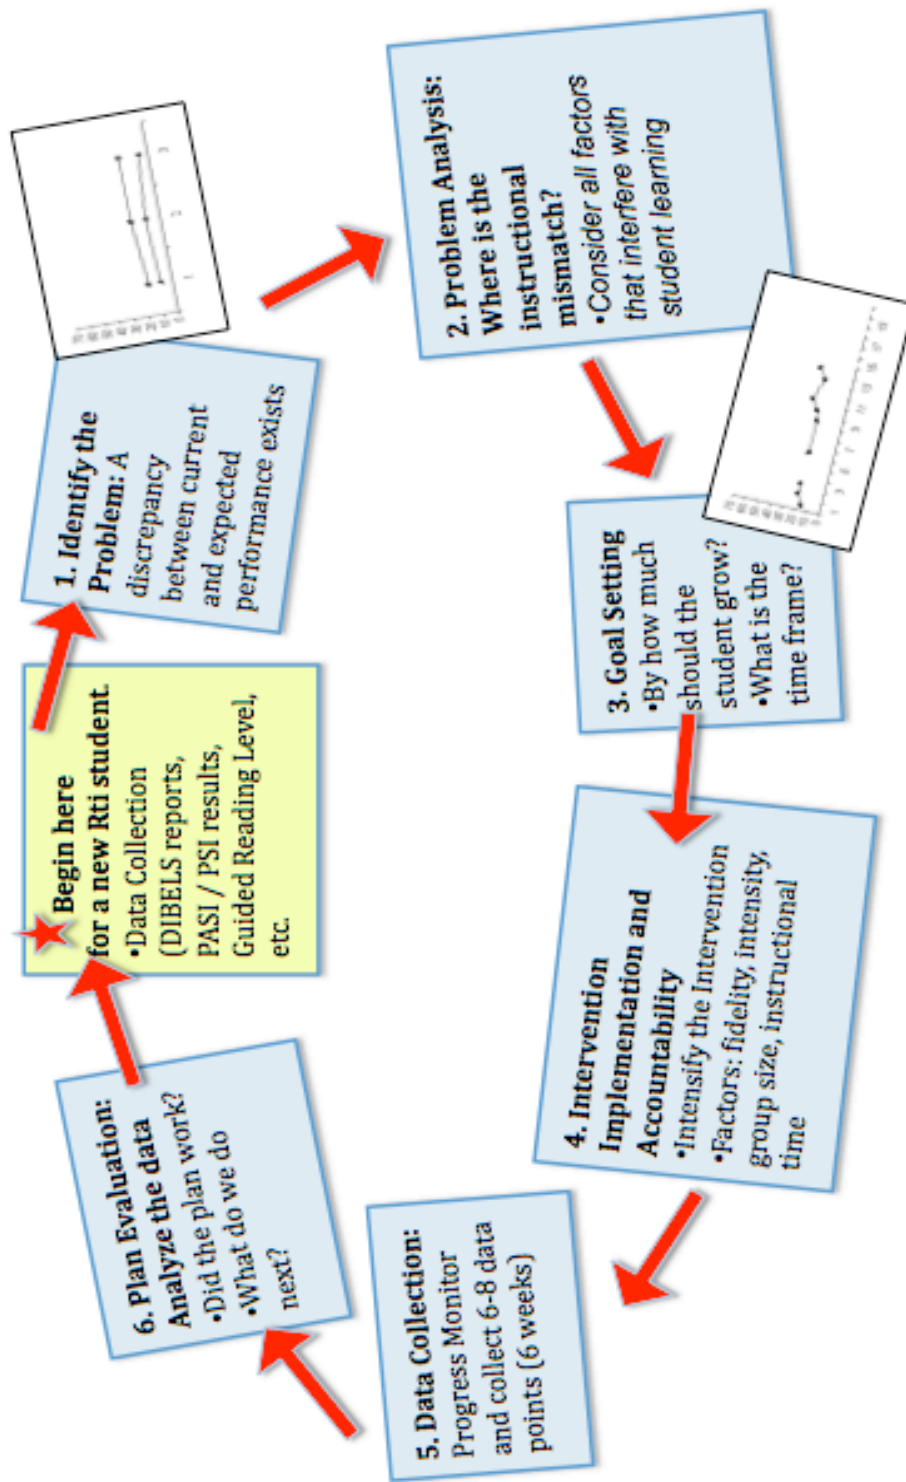 Begin here
for a new Rti student.
•Data Collection
(DIBELS reports,
PASI / PSI results,
Guided Reading Level,
etc.
1. Identify the
Problem: A
discrepancy
between current
and expected
performance exists
2. Problem Analysis:
Where is the
instructional
mismatch?
•Consider all factors
that interfere with
student learning
3. Goal Setting
•By how much
should the
student grow?
•What is the
time frame?
4. Intervention
Implementation and
Accountability
•Intensify the Intervention
•Factors: fidelity, intensity,
group size, instructional
time
5. Data Collection:
Progress Monitor
and collect 6-8 data
points (6 weeks)
6. Plan Evaluation:
Analyze the data
•Did the plan work?
•What do we do
next?